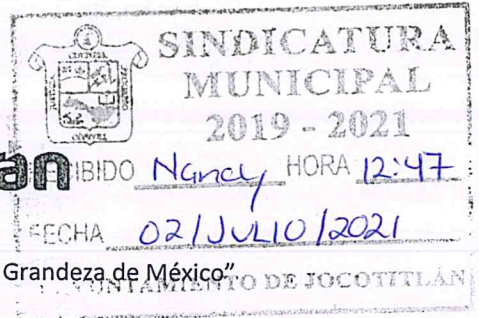 SINDICATURA
MUNICIPAL
2019 - 2021
án
RECIBIDO Nancy HORA 12:47
FECHA 02/JULIO/2021
Grandeza de México”
AYUNTAMIENTO DE JOCOTITLÁN